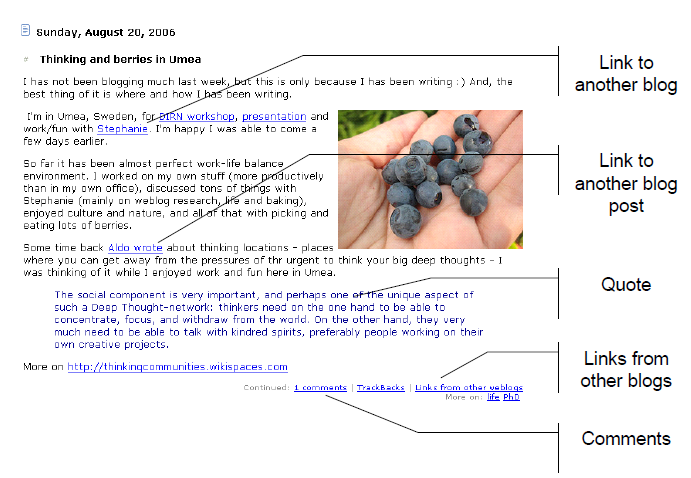 Sunday, August 20, 2006
# Thinking and berries in Umea
I has not been blogging much last week, but this is only because I has been writing :) And, the
best thing of it is where and how I has been writing.
I'm in Umea, Sweden, for DIRN workshop, presentation and
work/fun with Stephanie. I'm happy I was able to come a
few days earlier.
So far it has been almost perfect work-life balance
environment. I worked on my own stuff (more productively
than in my own office), discussed tons of things with
Stephanie (mainly on weblog research, life and baking),
enjoyed culture and nature, and all of that with picking and
eating lots of berries.
Some time back Aldo wrote about thinking locations - places
where you can get away from the pressures of thr urgent to think your big deep thoughts - I
was thinking of it while I enjoyed work and fun here in Umea.
The social component is very important, and perhaps one of the unique aspect of
such a Deep Thought-network: thinkers need on the one hand to be able to
concentrate, focus, and withdraw from the world. On the other hand, they very
much need to be able to talk with kindred spirits, preferably people working on their
own creative projects.
More on http://thinkingcommunities.wikispaces.com
Continued: 1 comments | TrackBacks | Links from other weblogs
More on: life PhD
Link to
another blog
Link to
another blog
post
Quote
Links from
other blogs
Comments